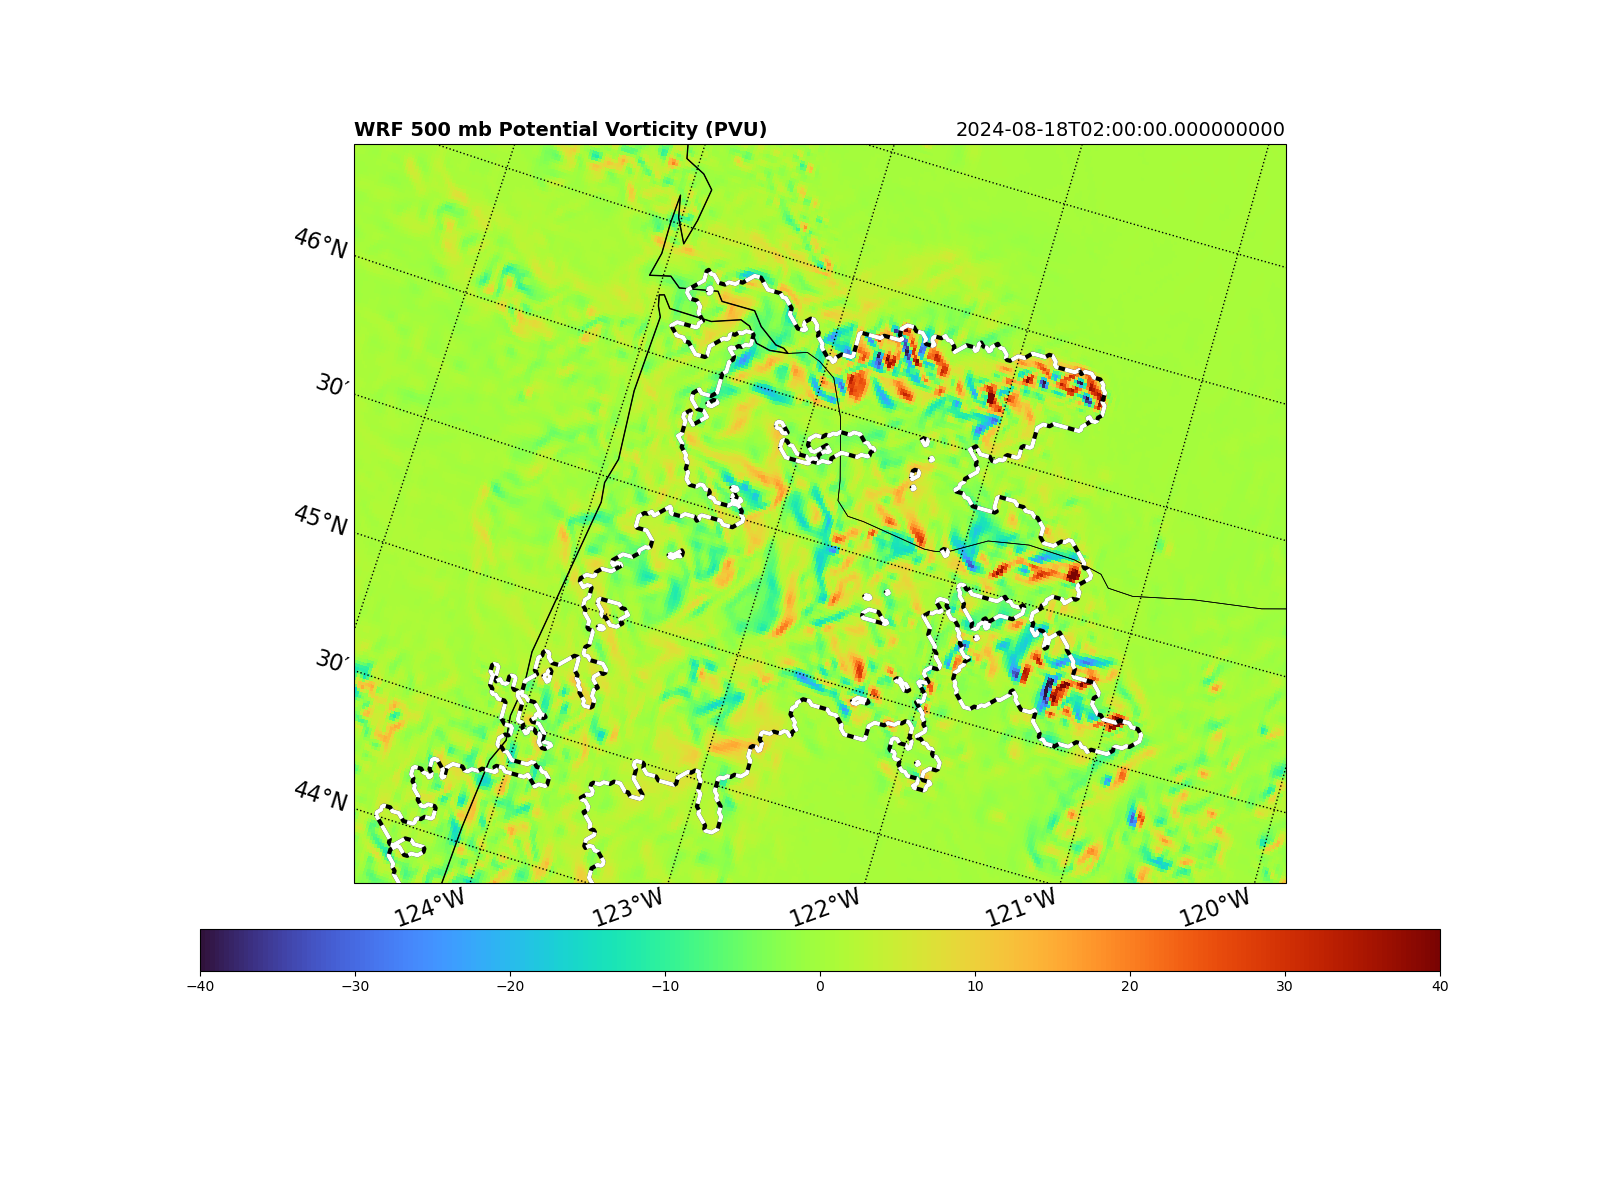 WRF 500 mb Potential Vorticity (PVU)
2024-08-18T02:00:00.000000000
46°N
30′
45°N
30′
44°N
124°W
123°W
122°W
121°W
120°W
−40
−30
−20
−10
0
10
20
30
40